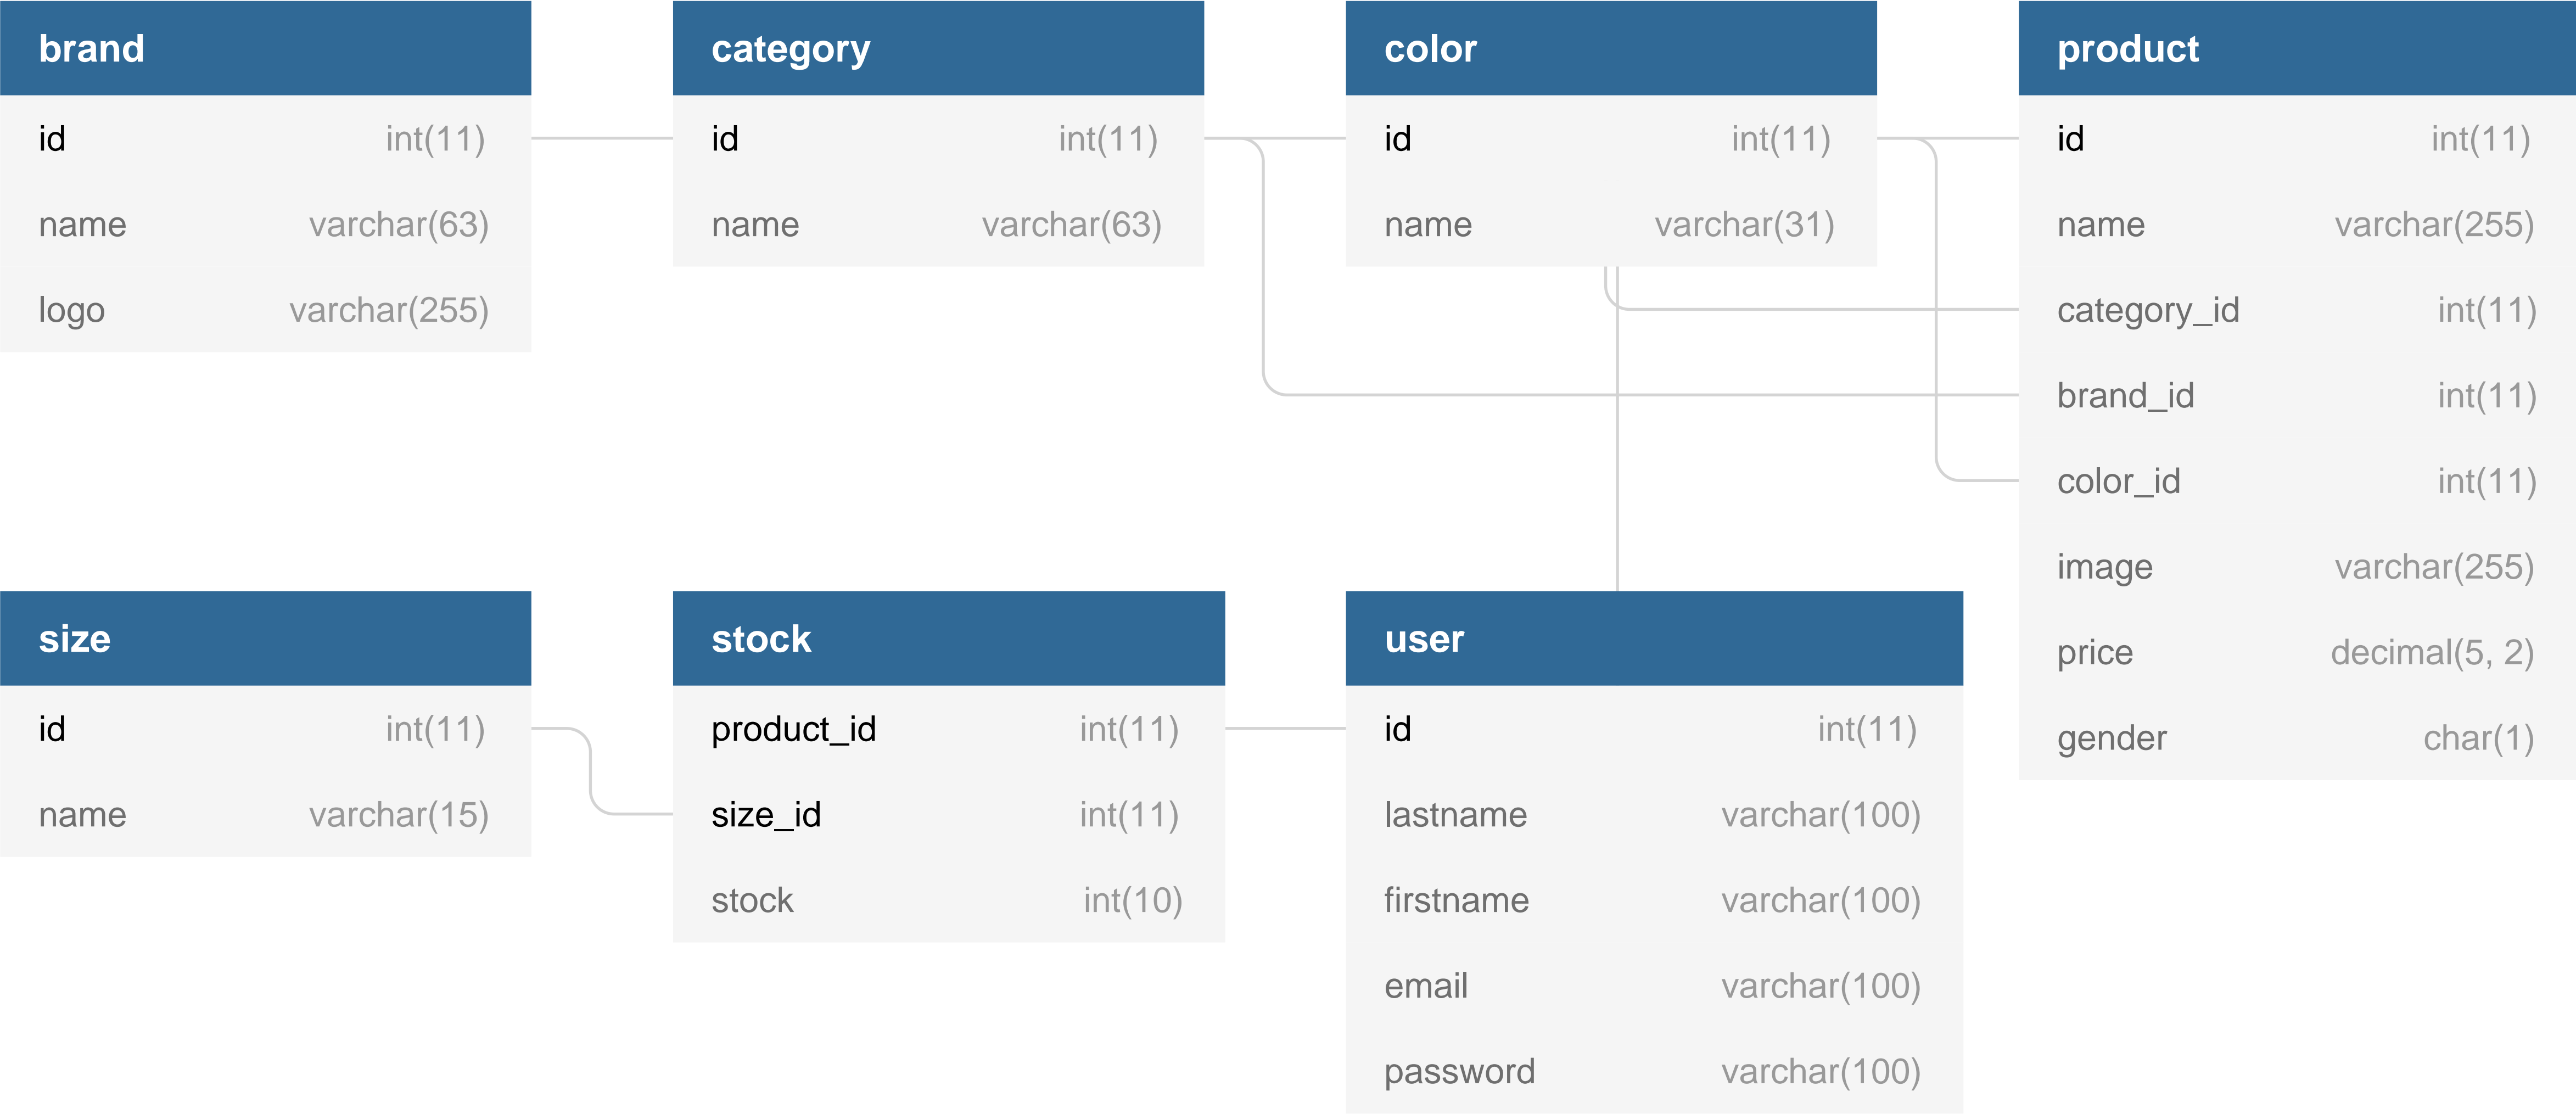 brand
id int(11)
name varchar(63)
logo varchar(255)
category
id int(11)
name varchar(63)
color
id int(11)
name varchar(31)
product
id int(11)
name varchar(255)
category_id int(11)
brand_id int(11)
color_id int(11)
image varchar(255)
price decimal(5, 2)
gender char(1)
size
id int(11)
name varchar(15)
stock
product_id int(11)
size_id int(11)
stock int(10)
user
id int(11)
lastname varchar(100)
firstname varchar(100)
email varchar(100)
password varchar(100)